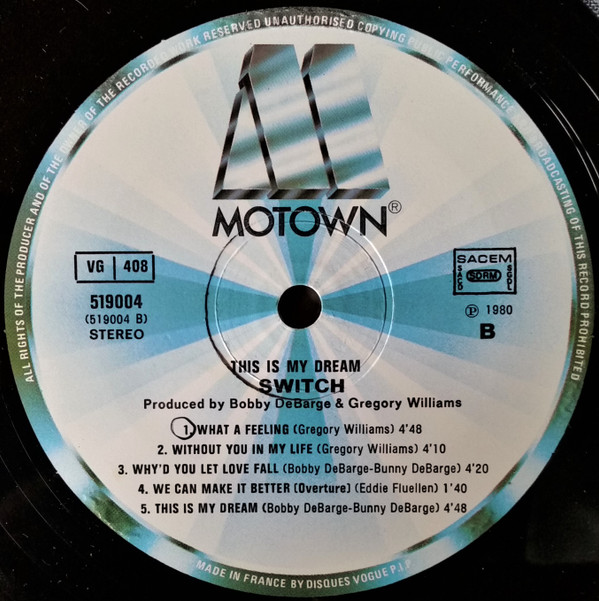 ALL RIGHTS OF THE PRODUCER AND OF THE OWNER OF THE RECORDED WORK RESERVED UNAUTHORISED COPYING PUBLIC PERFORMANCE AND BROADCASTING OF THIS RECORD PROHIBITED
M
MOTOWN®
VG 408
519004
(519004 B)
STEREO
SACEM
SACD SDRM SGDL
℗ 1980
B
THIS IS MY DREAM
SWITCH
Produced by Bobby DeBarge & Gregory Williams
1. WHAT A FEELING (Gregory Williams) 4'48
2. WITHOUT YOU IN MY LIFE (Gregory Williams) 4'10
3. WHY'D YOU LET LOVE FALL (Bobby DeBarge-Bunny DeBarge) 4'20
4. WE CAN MAKE IT BETTER (Overture) (Eddie Fluellen) 1'40
5. THIS IS MY DREAM (Bobby DeBarge-Bunny DeBarge) 4'48
MADE IN FRANCE BY DISQUES VOGUE P.I.P